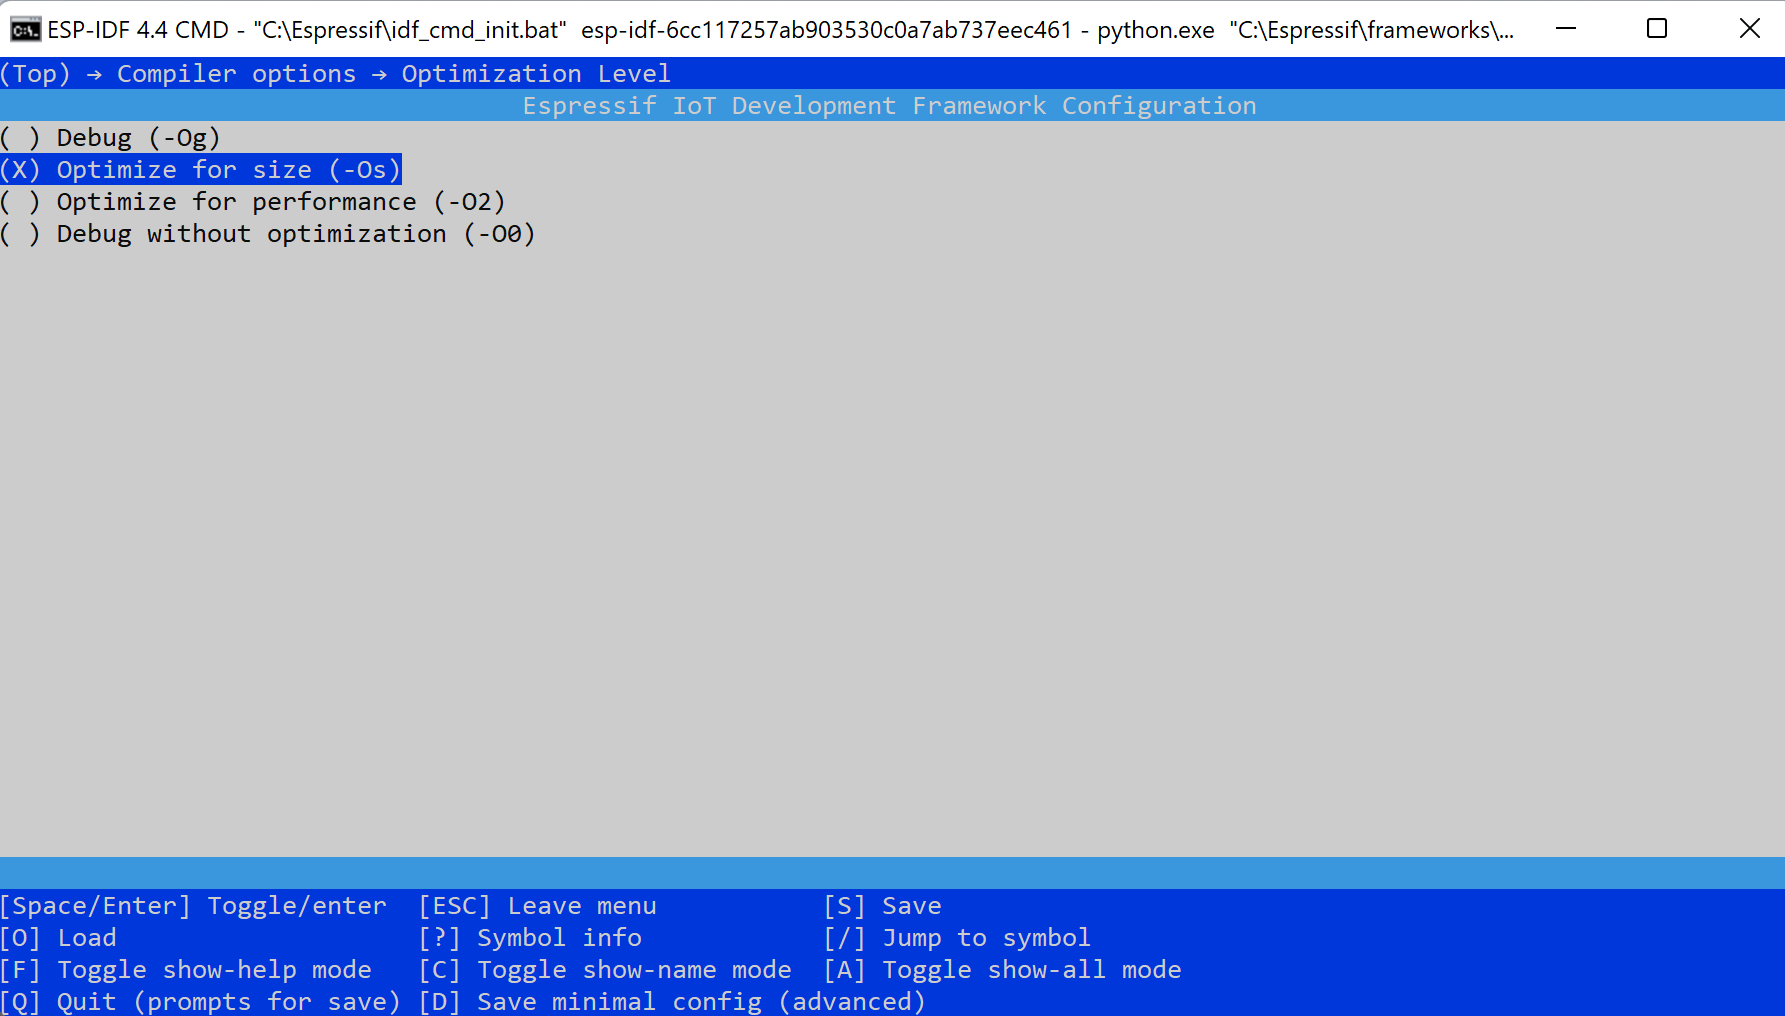 ESP-IDF 4.4 CMD - "C:\Espressif\idf_cmd_init.bat"  esp-idf-6cc117257ab903530c0a7ab737eec461 - python.exe  "C:\Espressif\frameworks\...
(Top) → Compiler options → Optimization Level
Espressif IoT Development Framework Configuration
( ) Debug (-Og)
(X) Optimize for size (-Os)
( ) Optimize for performance (-O2)
( ) Debug without optimization (-O0)
[Space/Enter] Toggle/enter  [ESC] Leave menu           [S] Save
[O] Load                    [?] Symbol info            [/] Jump to symbol
[F] Toggle show-help mode   [C] Toggle show-name mode  [A] Toggle show-all mode
[Q] Quit (prompts for save) [D] Save minimal config (advanced)